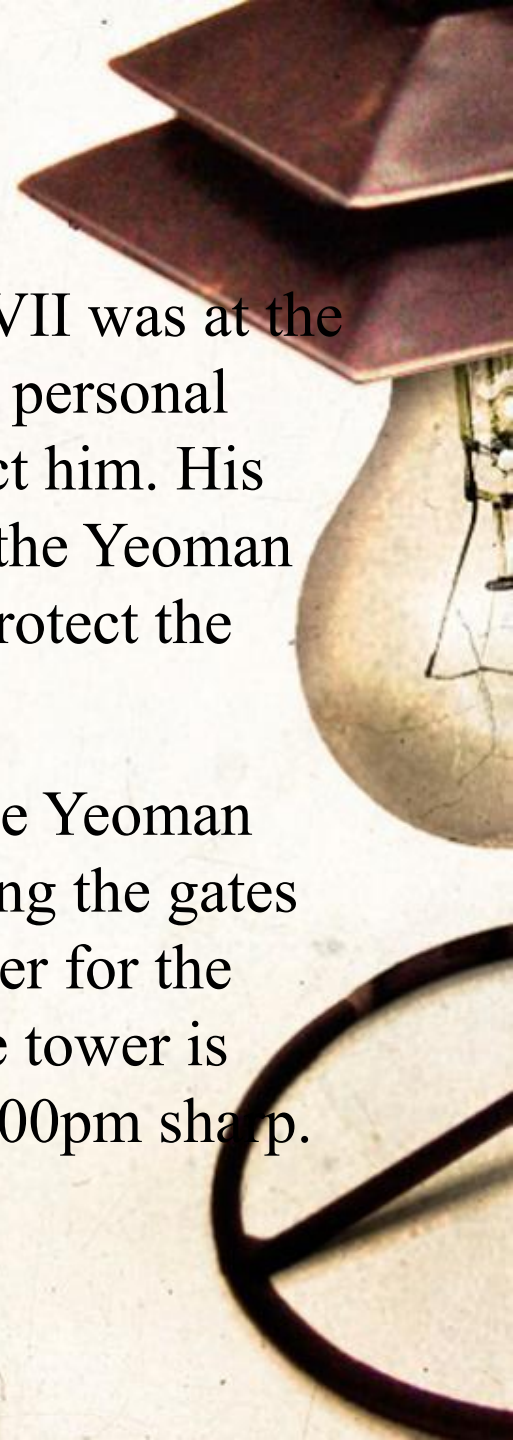 VII was at the
personal
ct him. His
the Yeoman
rotect the
e Yeoman
ng the gates
er for the
e tower is
00pm sharp.